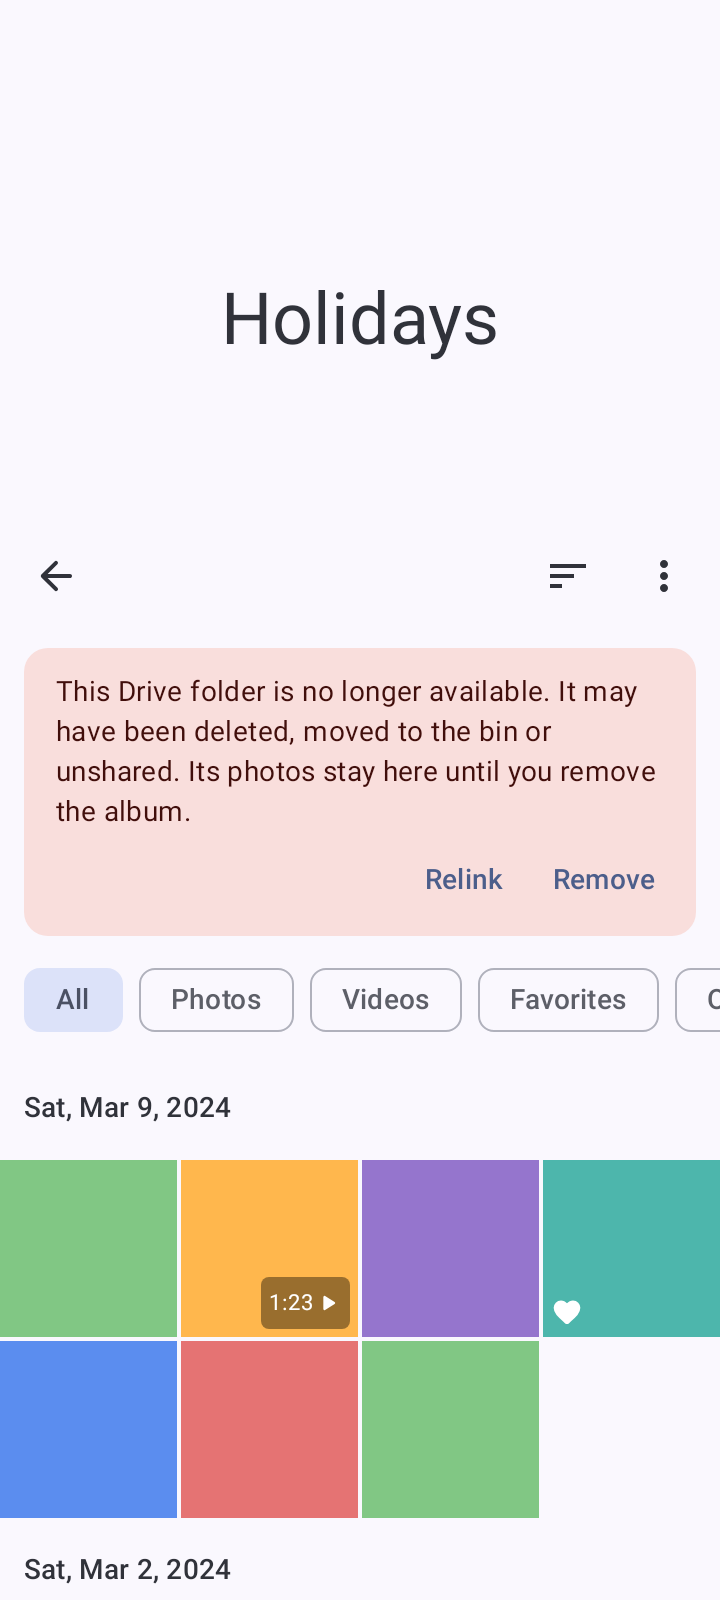 Holidays
This Drive folder is no longer available. It may
have been deleted, moved to the bin or
unshared. Its photos stay here until you remove
the album.
Relink Remove
All Photos Videos Favorites
Sat, Mar 9, 2024
1:23
Sat, Mar 2, 2024